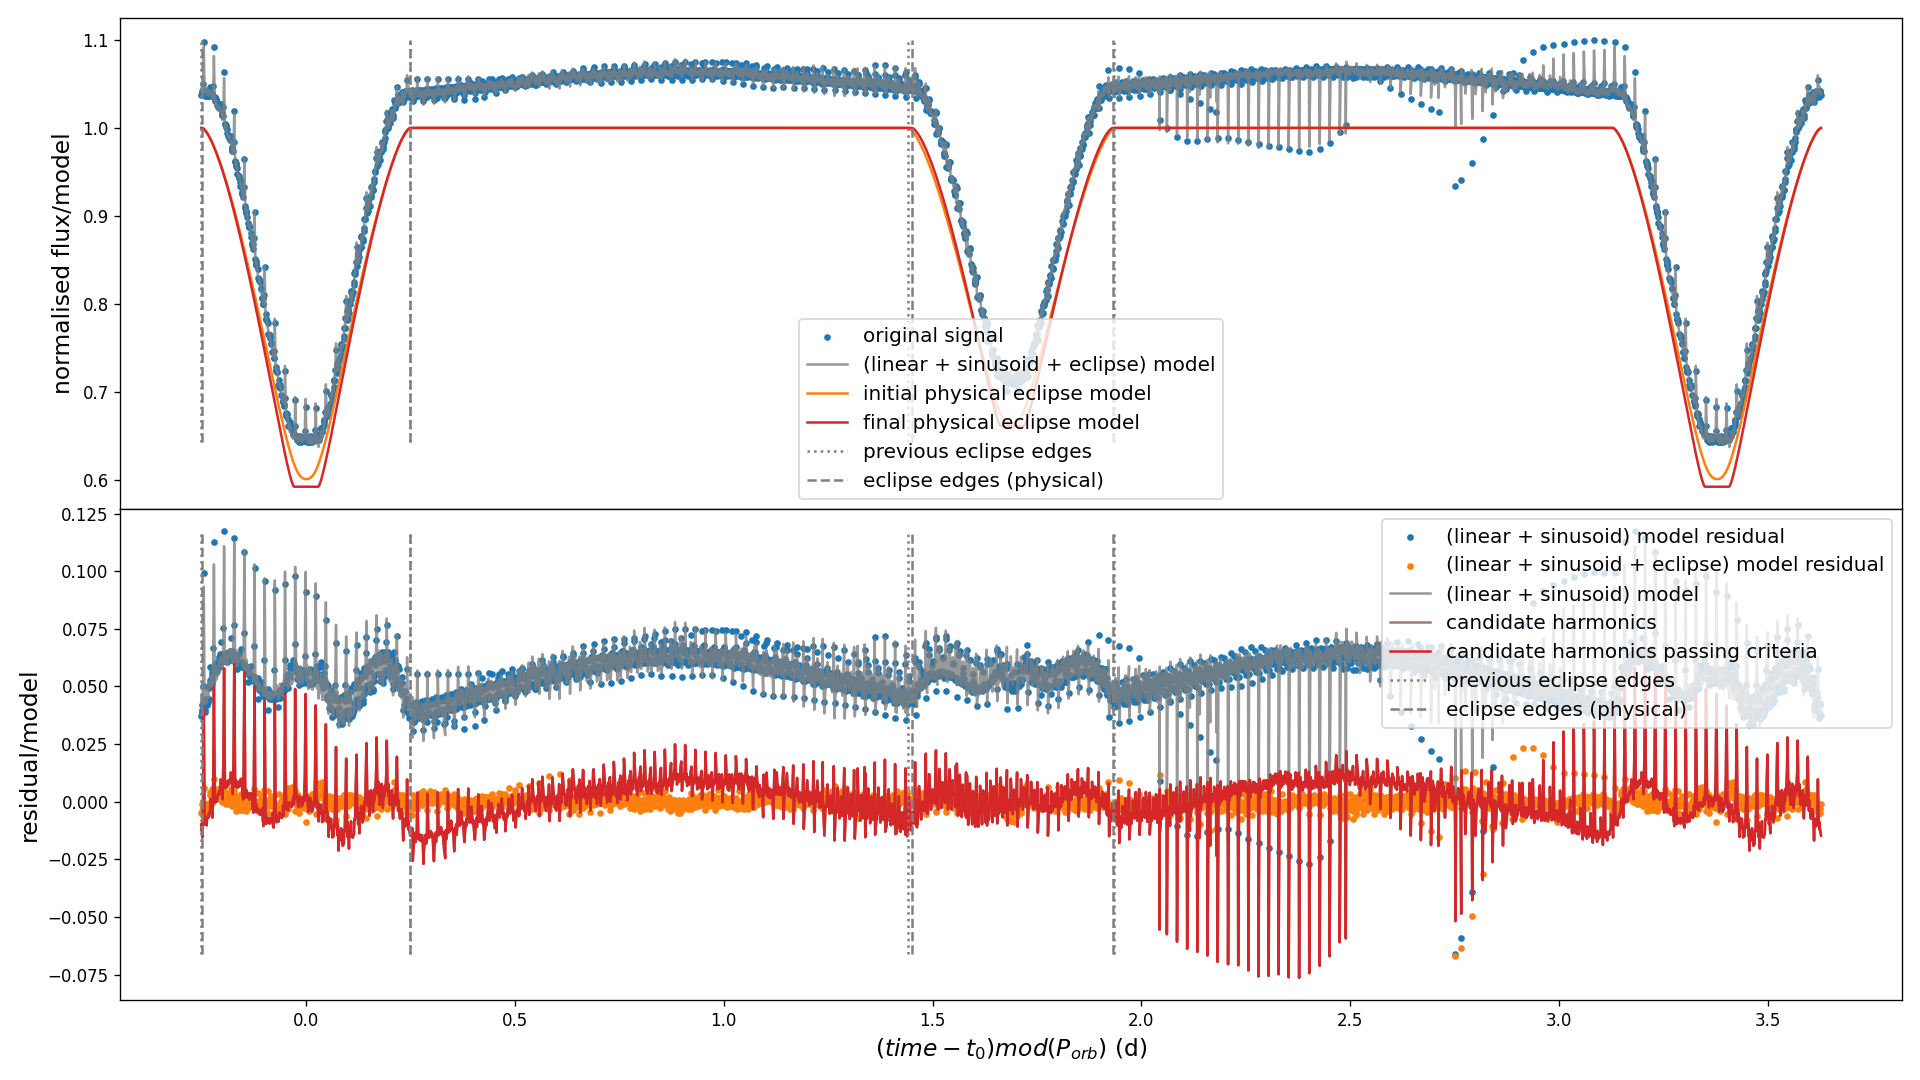 1.1
1.0
0.9
0.8
0.7
0.6
normalised flux/model
original signal
(linear + sinusoid + eclipse) model
initial physical eclipse model
final physical eclipse model
previous eclipse edges
eclipse edges (physical)
0.125
0.100
0.075
0.050
0.025
0.000
−0.025
−0.050
−0.075
residual/model
(linear + sinusoid) model residual
(linear + sinusoid + eclipse) model residual
(linear + sinusoid) model
candidate harmonics
candidate harmonics passing criteria
previous eclipse edges
eclipse edges (physical)
0.0 0.5 1.0 1.5 2.0 2.5 3.0 3.5
(time − t₀)mod(P_orb) (d)